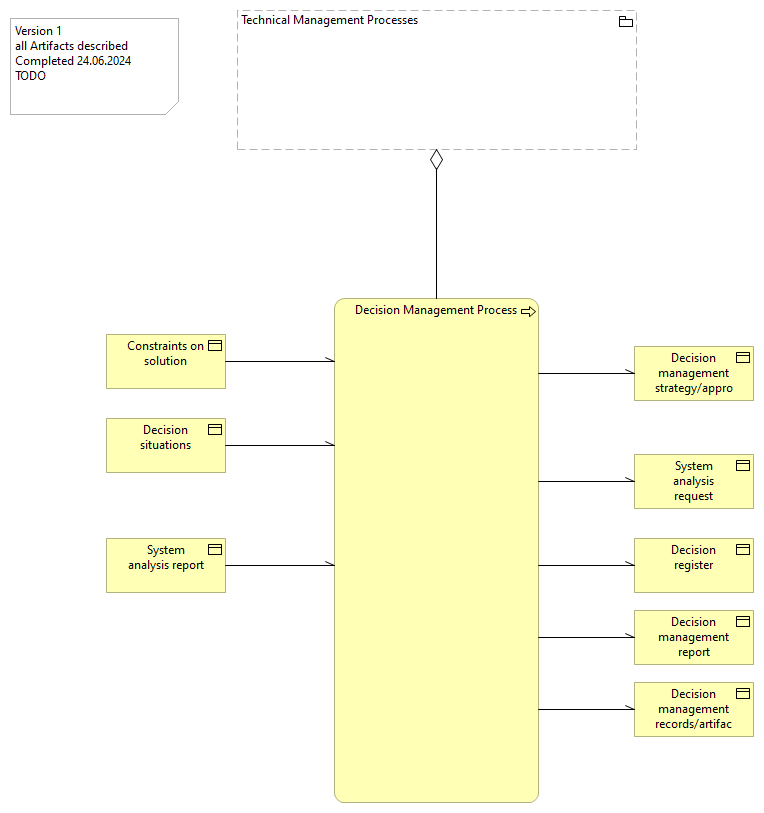 Version 1
all Artifacts described
Completed 24.06.2024
TODO
Technical Management Processes
Decision Management Process
Constraints on
solution
Decision
situations
System
analysis report
Decision
management
strategy/appro
System
analysis
request
Decision
register
Decision
management
report
Decision
management
records/artifac